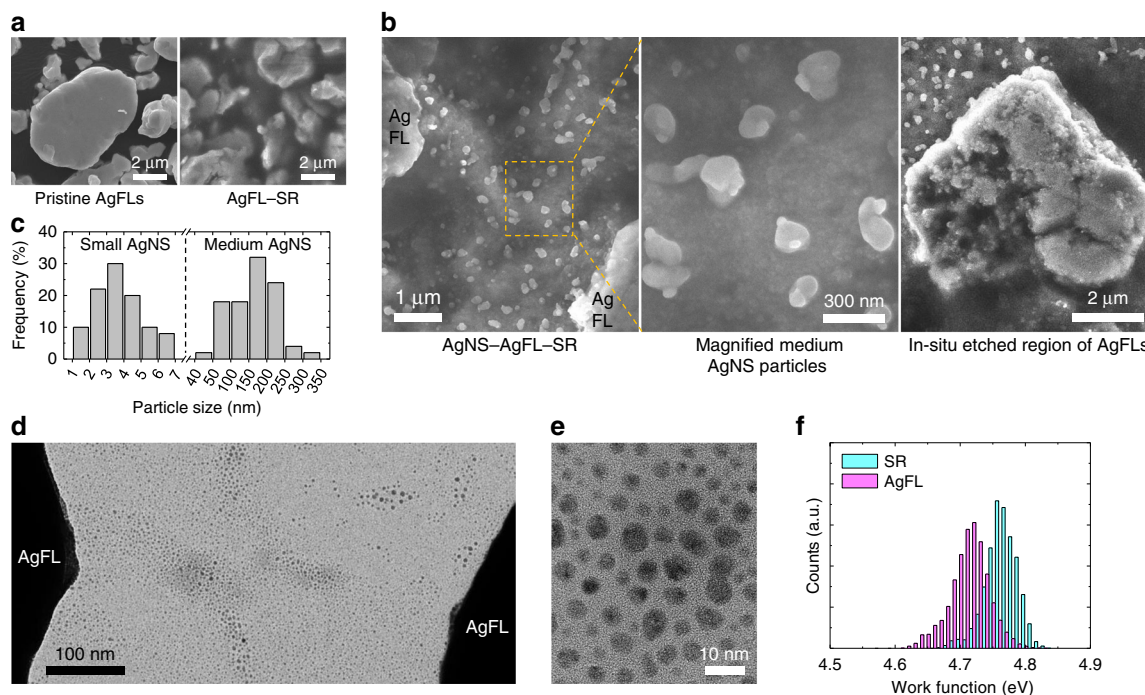 a
2 μm
2 μm
Pristine AgFLs
AgFL–SR
b
Ag
FL
Ag
FL
1 μm
300 nm
2 μm
AgNS–AgFL–SR
Magnified medium
AgNS particles
In-situ etched region of AgFLs
c
Small AgNS
Medium AgNS
Frequency (%)
40
30
20
10
0
1
2
3
4
5
6
7
40
50
100
150
200
250
300
350
Particle size (nm)
d
AgFL
AgFL
100 nm
e
10 nm
f
SR
AgFL
Counts (a.u.)
4.5
4.6
4.7
4.8
4.9
Work function (eV)